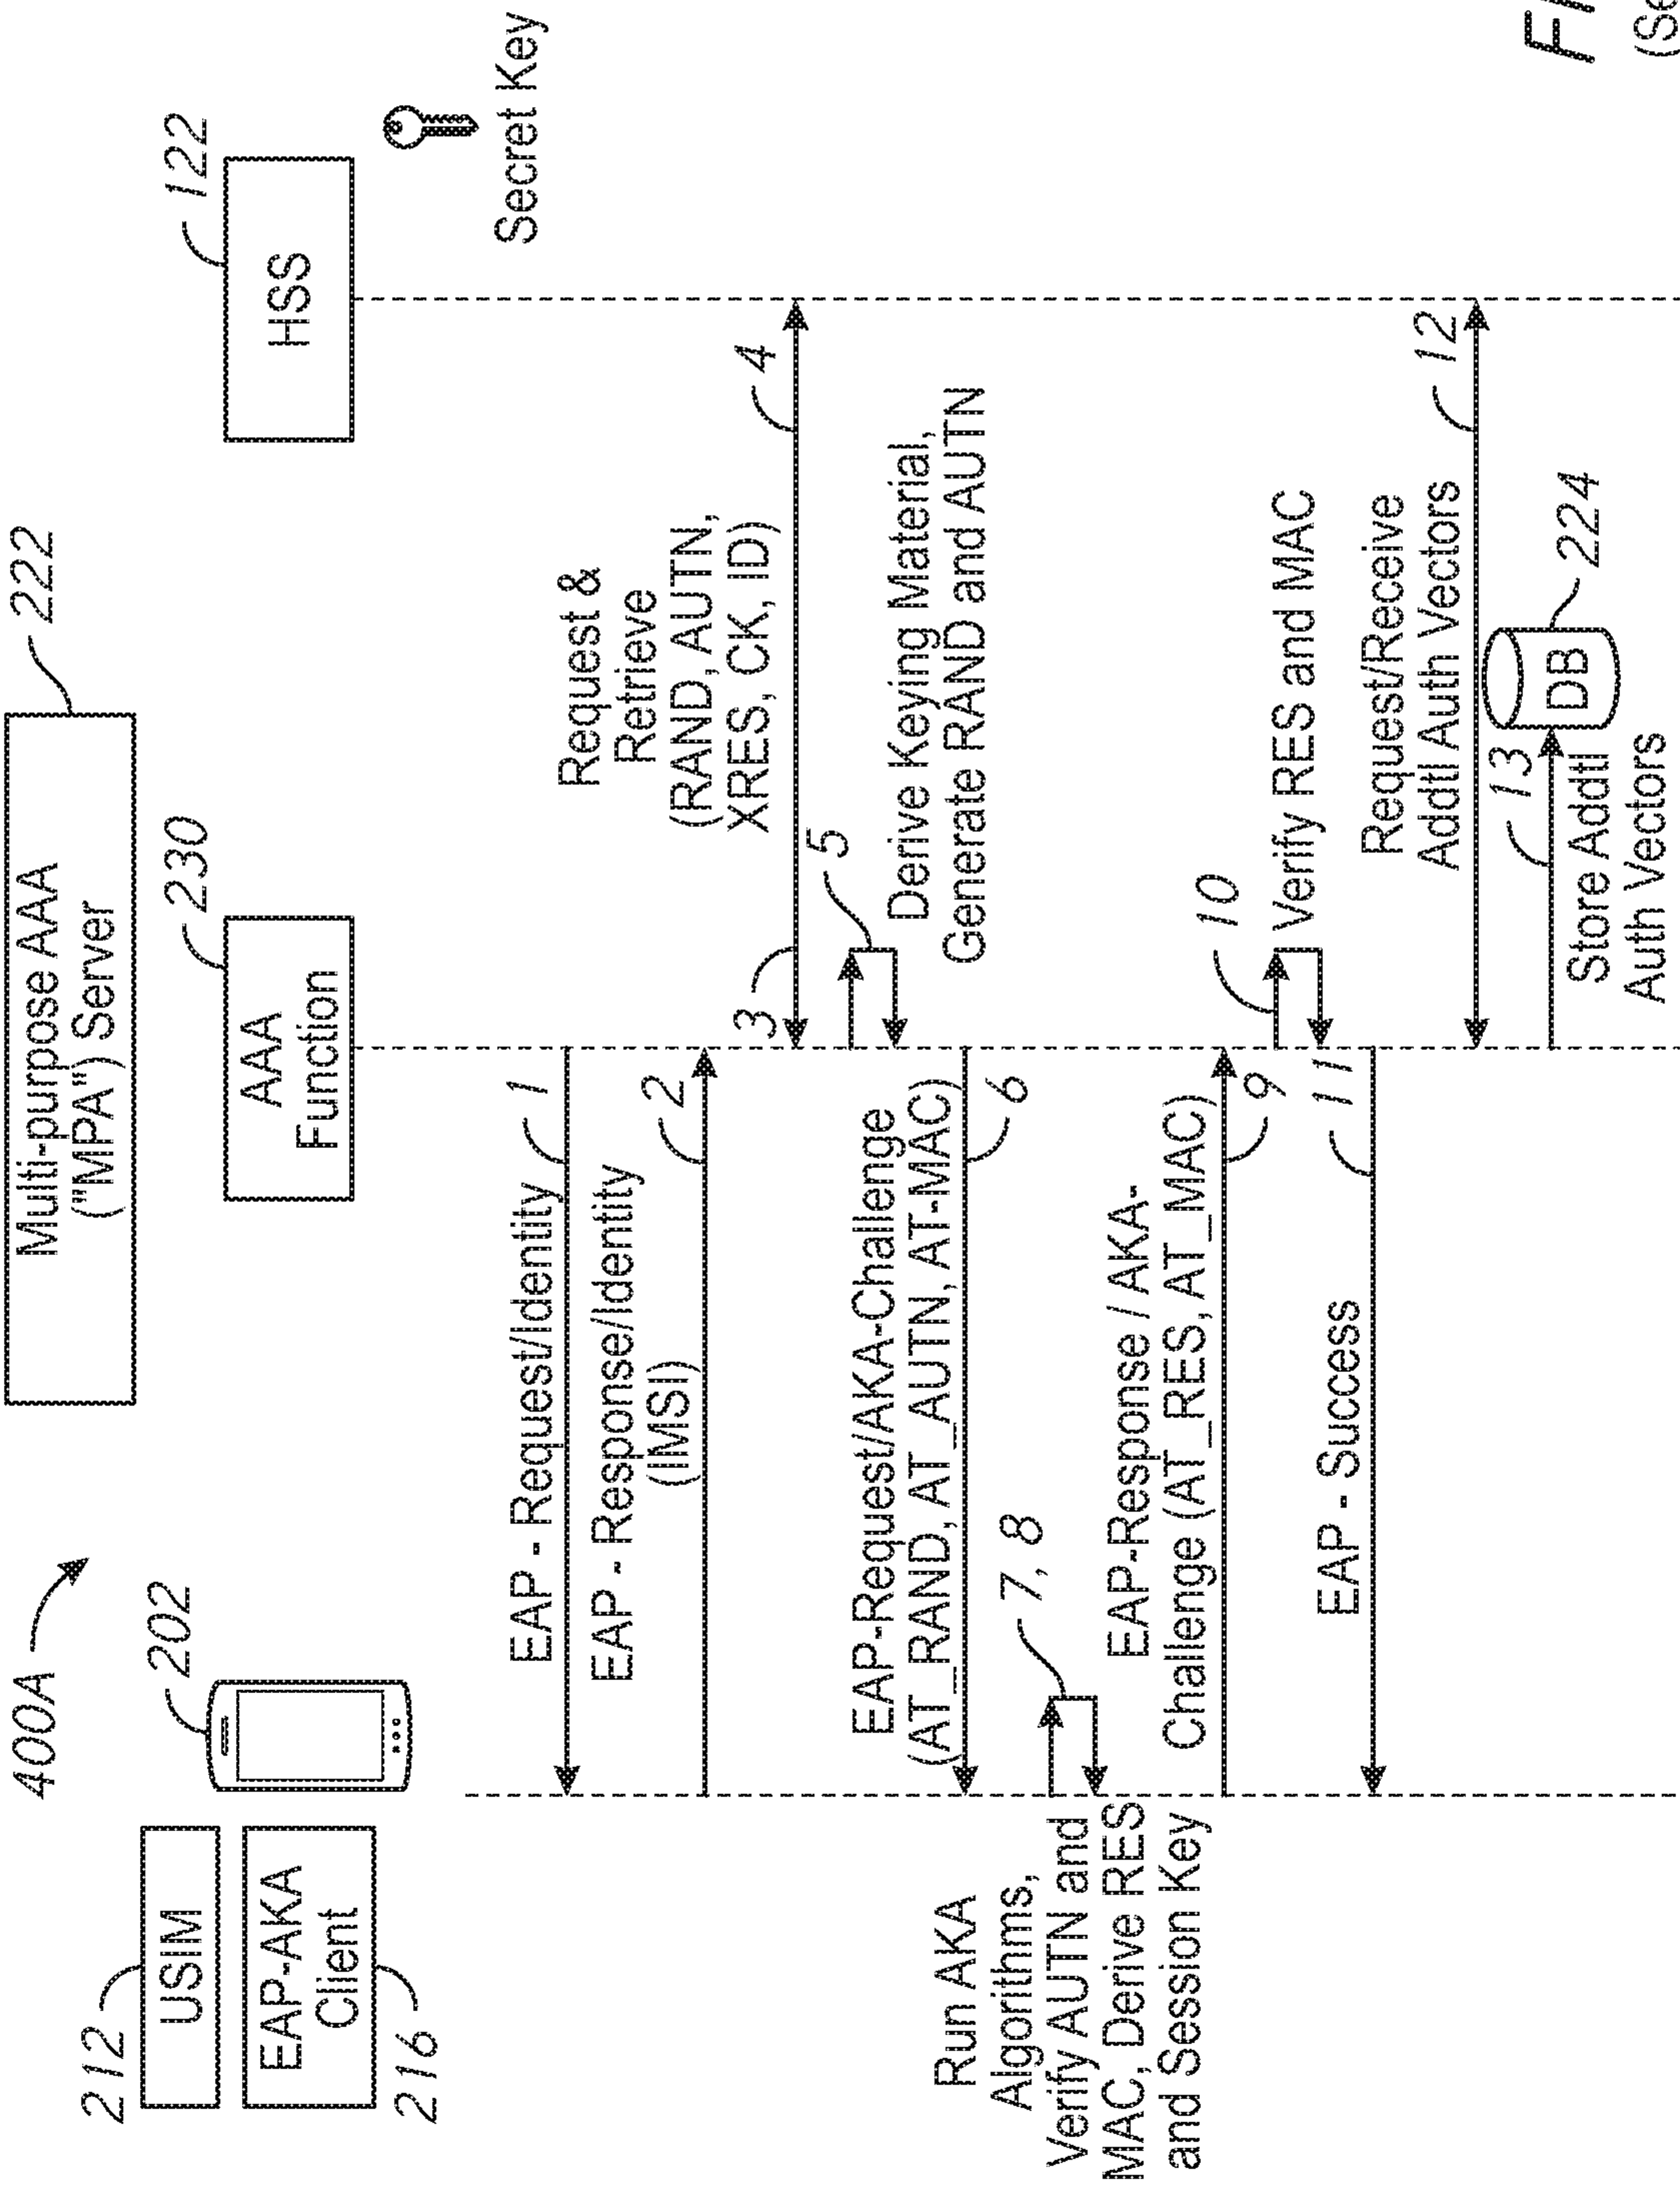 400A
Multi-purpose AAA
("MPA") Server
222
212
USIM
EAP-AKA
Client
216
202
230
AAA
Function
122
HSS
Secret Key
EAP - Request/Identity
1
EAP - Response/Identity
(IMSI)
2
Request &
Retrieve
(RAND, AUTN,
XRES, CK, ID)
3
4
5
Derive Keying Material,
Generate RAND and AUTN
EAP-Request/AKA-Challenge
(AT_RAND, AT_AUTN, AT-MAC)
6
Run AKA
Algorithms,
Verify AUTN and
MAC, Derive RES
and Session Key
7, 8
EAP-Response / AKA-
Challenge (AT_RES, AT_MAC)
9
10
Verify RES and MAC
EAP - Success
11
Request/Receive
Addtl Auth Vectors
12
13
Store Addtl
Auth Vectors
DB
224